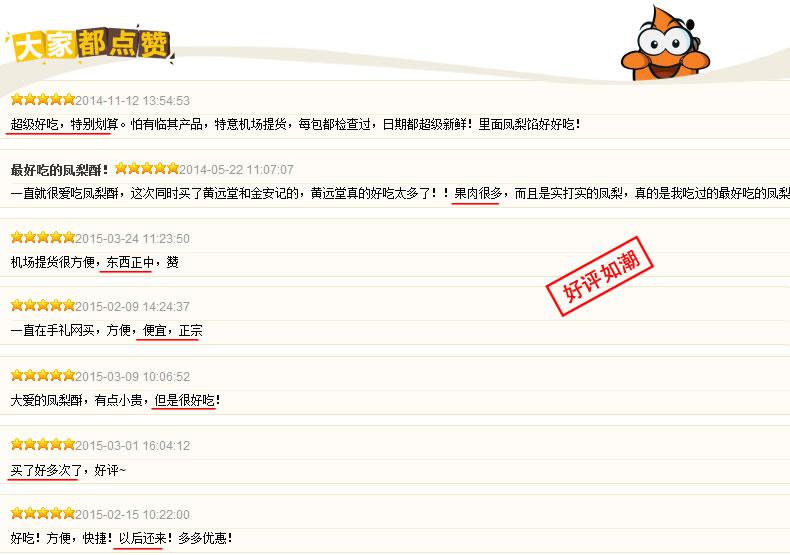 大家都点赞
2014-11-12 13:54:53
超级好吃，特别划算。怕有临其产品，特意机场提货，每包都检查过，日期都超级新鲜！里面凤梨馅好好吃！
最好吃的凤梨酥！2014-05-22 11:07:07
一直就很爱吃凤梨酥，这次同时买了黄远堂和金安记的，黄远堂真的好吃太多了！！果肉很多，而且是实打实的凤梨，真的是我吃过的最好吃的凤梨
2015-03-24 11:23:50
机场提货很方便，东西正中，赞
好评如潮
2015-02-09 14:24:37
一直在手礼网买，方便，便宜，正宗
2015-03-09 10:06:52
大爱的凤梨酥，有点小贵，但是很好吃！
2015-03-01 16:04:12
买了好多次了，好评~
2015-02-15 10:22:00
好吃！方便，快捷！以后还来！多多优惠！